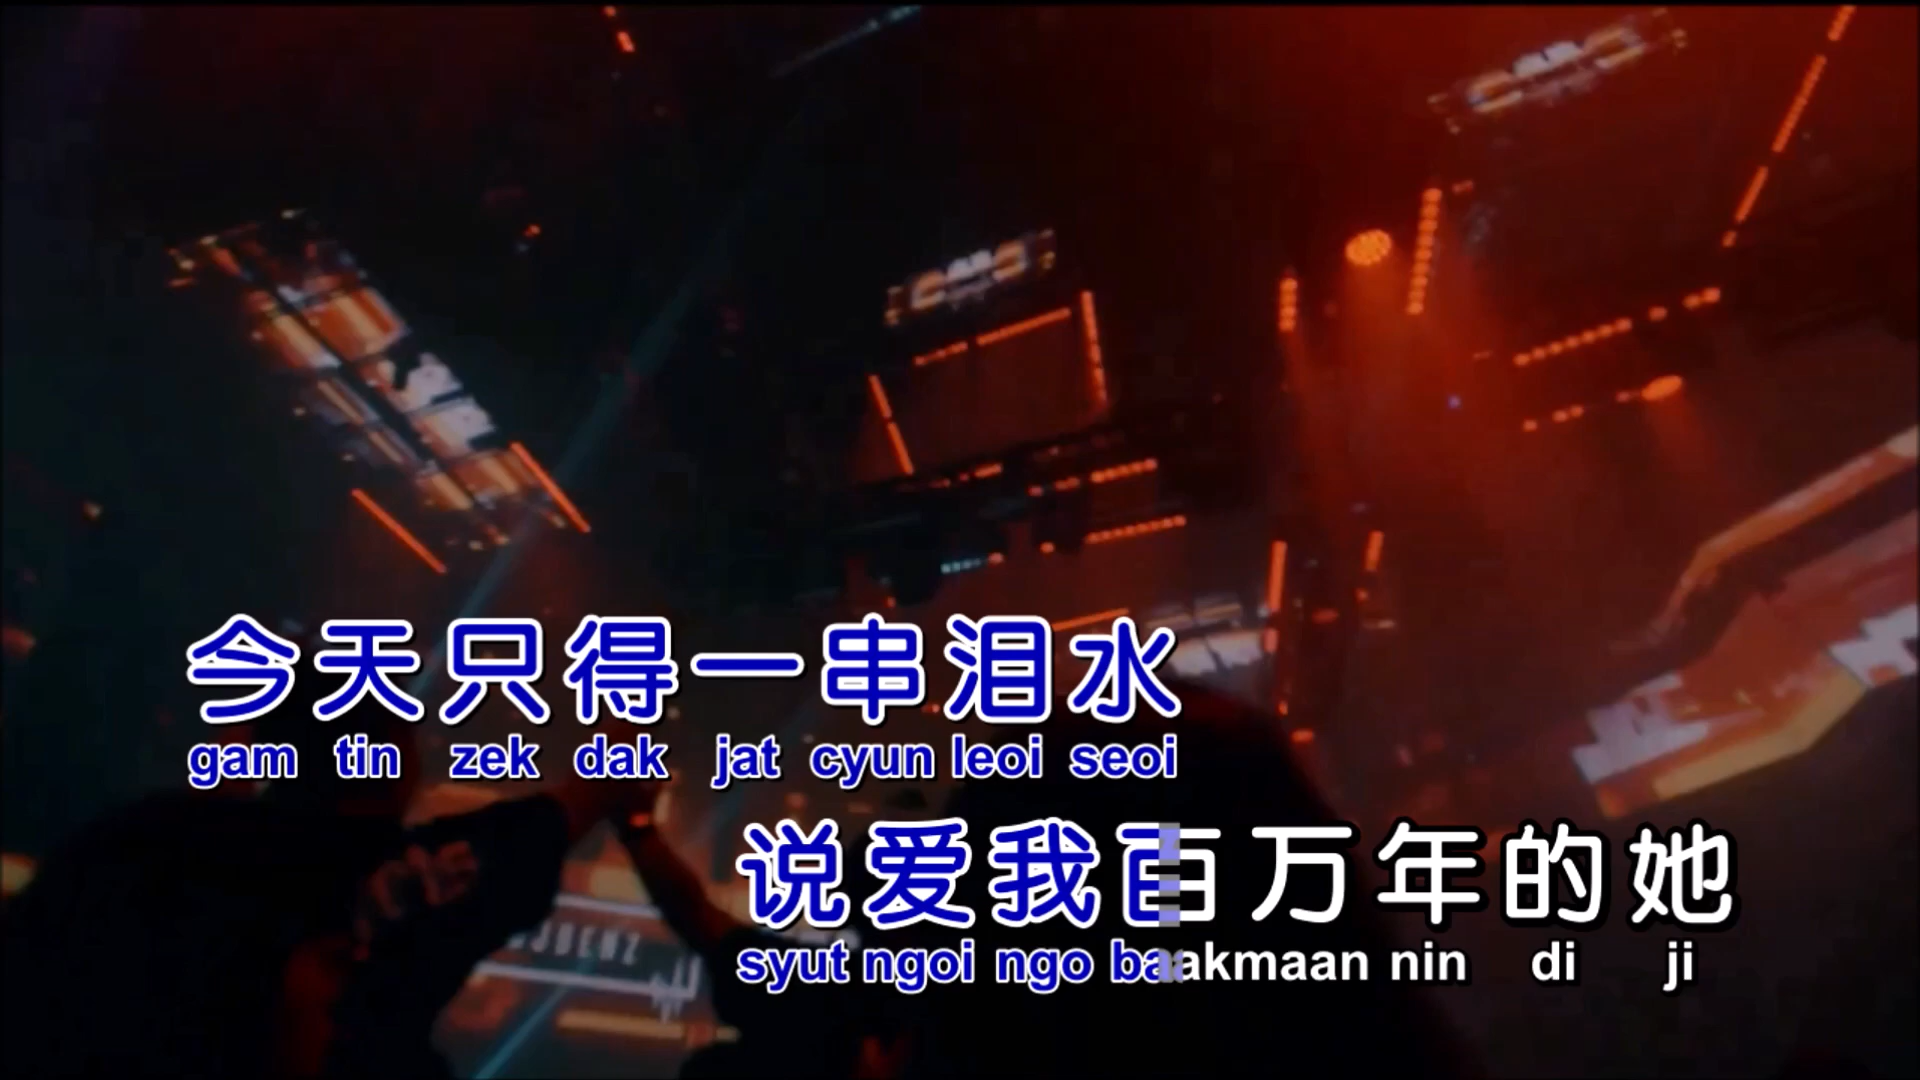 今天只得一串泪水
gam tin zek dak jat cyun leoi seoi
说爱我百万年的她
syut ngoi ngo baakmaan nin di ji